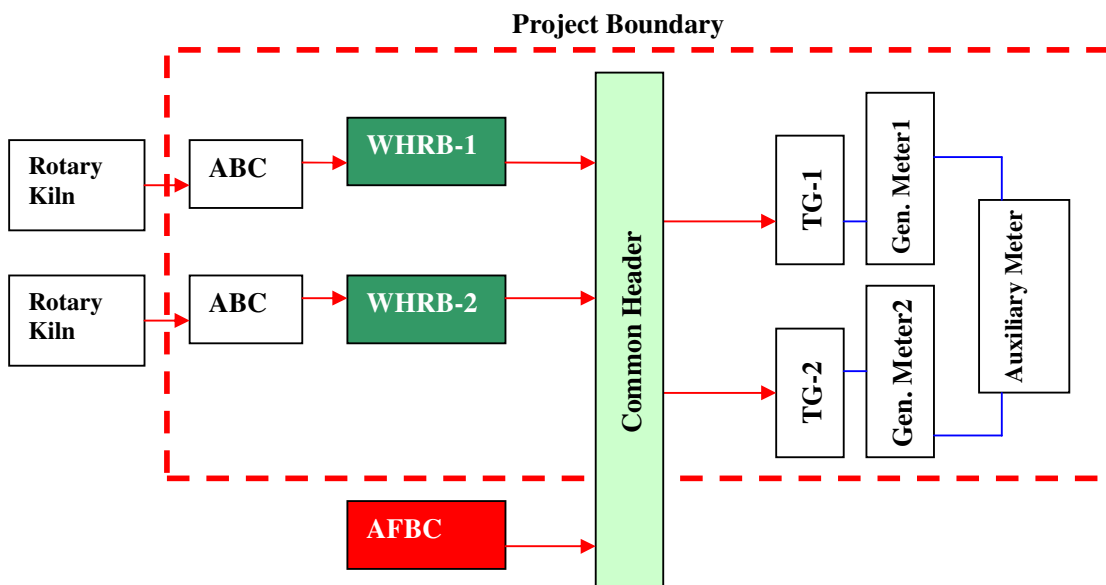 Project Boundary
Rotary
Kiln
ABC
WHRB-1
Common Header
TG-1
Gen. Meter1
Auxiliary Meter
Rotary
Kiln
ABC
WHRB-2
TG-2
Gen. Meter2
AFBC